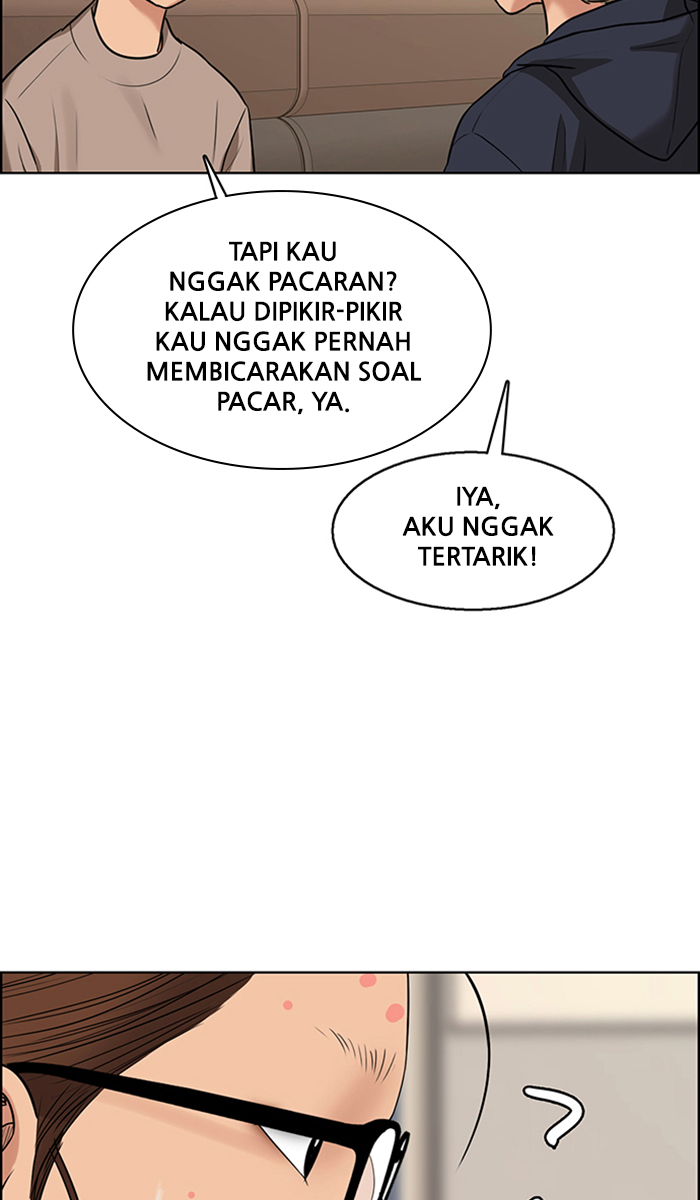 TAPI KAU
NGGAK PACARAN?
KALAU DIPIKIR-PIKIR
KAU NGGAK PERNAH
MEMBICARAKAN SOAL
PACAR, YA.
IYA,
AKU NGGAK
TERTARIK!
?